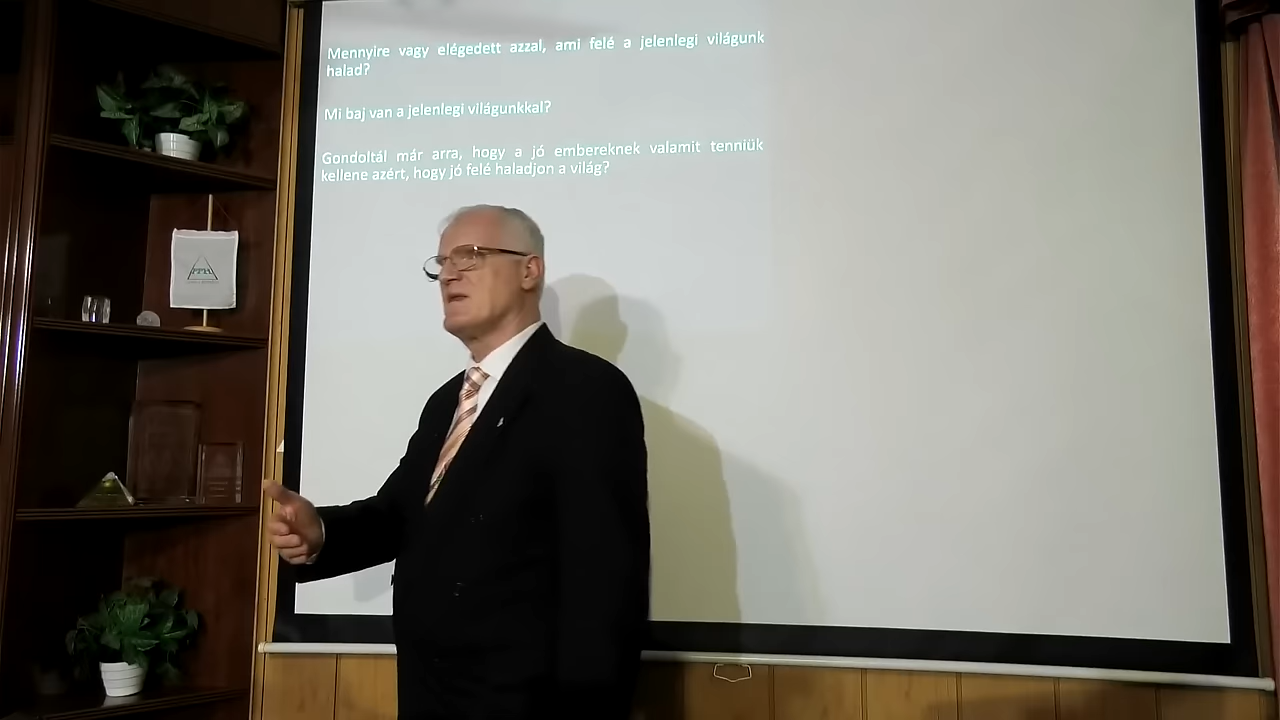 Mennyire vagy elégedett azzal, ami felé a jelenlegi világunk
halad?
Mi baj van a jelenlegi világunkkal?
Gondoltál már arra, hogy a jó embereknek valamit tenniük
kellene azért, hogy jó felé haladjon a világ?